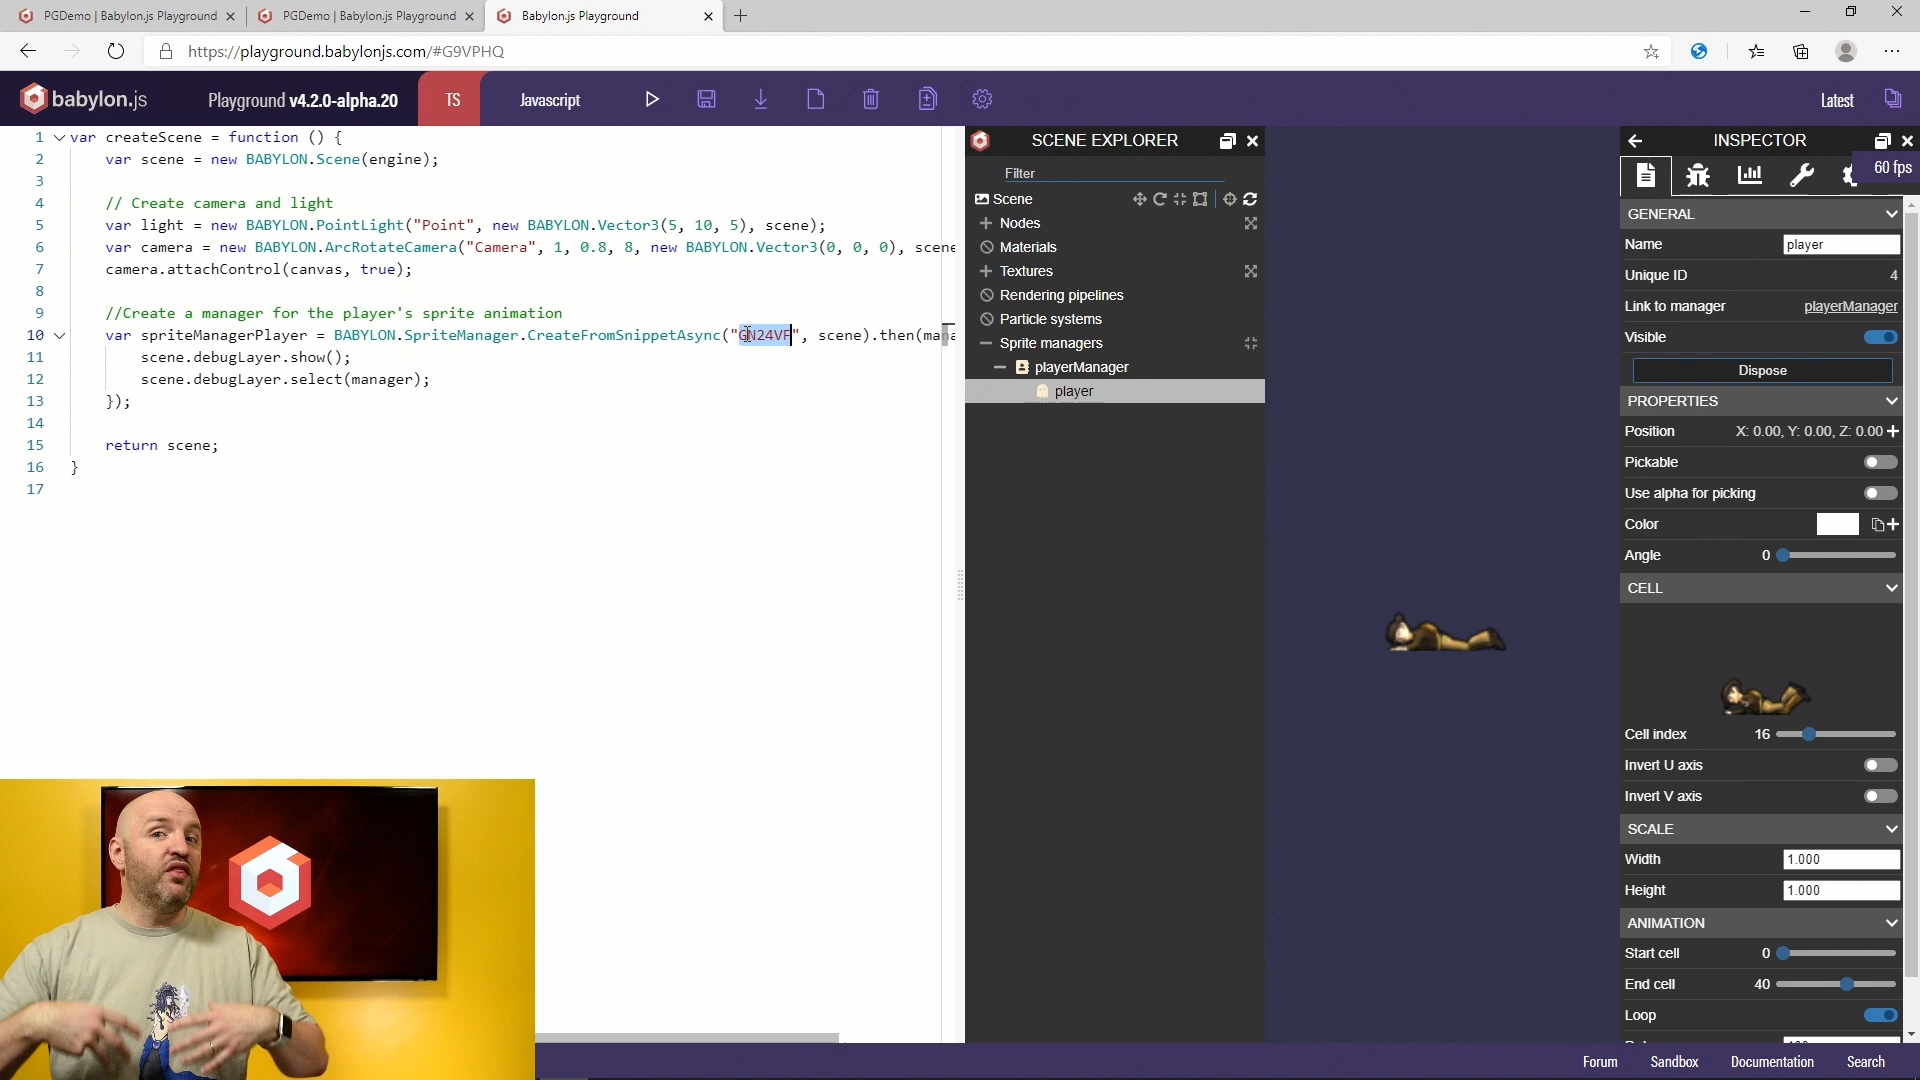 PGDemo | Babylon.js Playground
PGDemo | Babylon.js Playground
Babylon.js Playground
https://playground.babylonjs.com/#G9VPHQ
babylon.js
Playground v4.2.0-alpha.20
TS
Javascript
Latest
1 var createScene = function () {
2 var scene = new BABYLON.Scene(engine);
3
4 // Create camera and light
5 var light = new BABYLON.PointLight("Point", new BABYLON.Vector3(5, 10, 5), scene);
6 var camera = new BABYLON.ArcRotateCamera("Camera", 1, 0.8, 8, new BABYLON.Vector3(0, 0, 0), scene
7 camera.attachControl(canvas, true);
8
9 //Create a manager for the player's sprite animation
10 var spriteManagerPlayer = BABYLON.SpriteManager.CreateFromSnippetAsync("GN24VF", scene).then(mana
11 scene.debugLayer.show();
12 scene.debugLayer.select(manager);
13 });
14
15 return scene;
16 }
17
SCENE EXPLORER
Filter
Scene
Nodes
Materials
Textures
Rendering pipelines
Particle systems
Sprite managers
playerManager
player
INSPECTOR
60 fps
GENERAL
Name player
Unique ID 4
Link to manager playerManager
Visible
Dispose
PROPERTIES
Position X: 0.00, Y: 0.00, Z: 0.00
Pickable
Use alpha for picking
Color
Angle 0
CELL
Cell index 16
Invert U axis
Invert V axis
SCALE
Width 1.000
Height 1.000
ANIMATION
Start cell 0
End cell 40
Loop
Forum
Sandbox
Documentation
Search